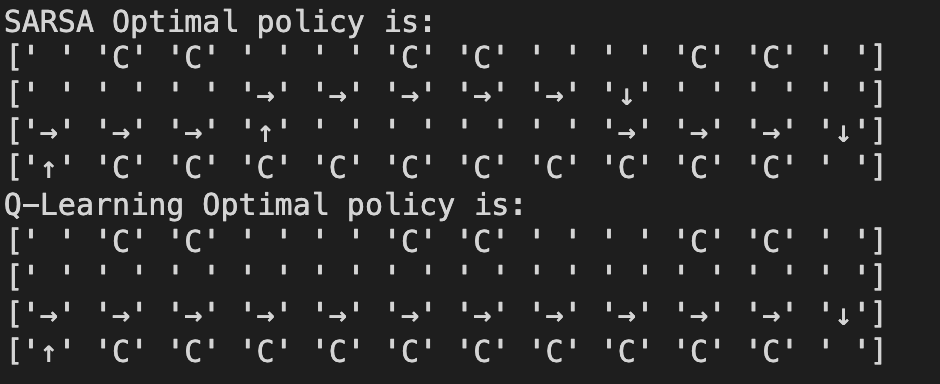 SARSA Optimal policy is:
[' ' 'C' 'C' ' ' ' ' 'C' 'C' ' ' ' ' 'C' 'C' ' ']
[' ' ' ' ' ' '→' '→' '→' '→' '→' '↓' ' ' ' ' ' ']
['→' '→' '→' '↑' ' ' ' ' ' ' ' ' '→' '→' '→' '↓']
['↑' 'C' 'C' 'C' 'C' 'C' 'C' 'C' 'C' 'C' 'C' ' ']
Q-Learning Optimal policy is:
[' ' 'C' 'C' ' ' ' ' 'C' 'C' ' ' ' ' 'C' 'C' ' ']
[' ' ' ' ' ' ' ' ' ' ' ' ' ' ' ' ' ' ' ' ' ' ' ']
['→' '→' '→' '→' '→' '→' '→' '→' '→' '→' '→' '↓']
['↑' 'C' 'C' 'C' 'C' 'C' 'C' 'C' 'C' 'C' 'C' ' ']